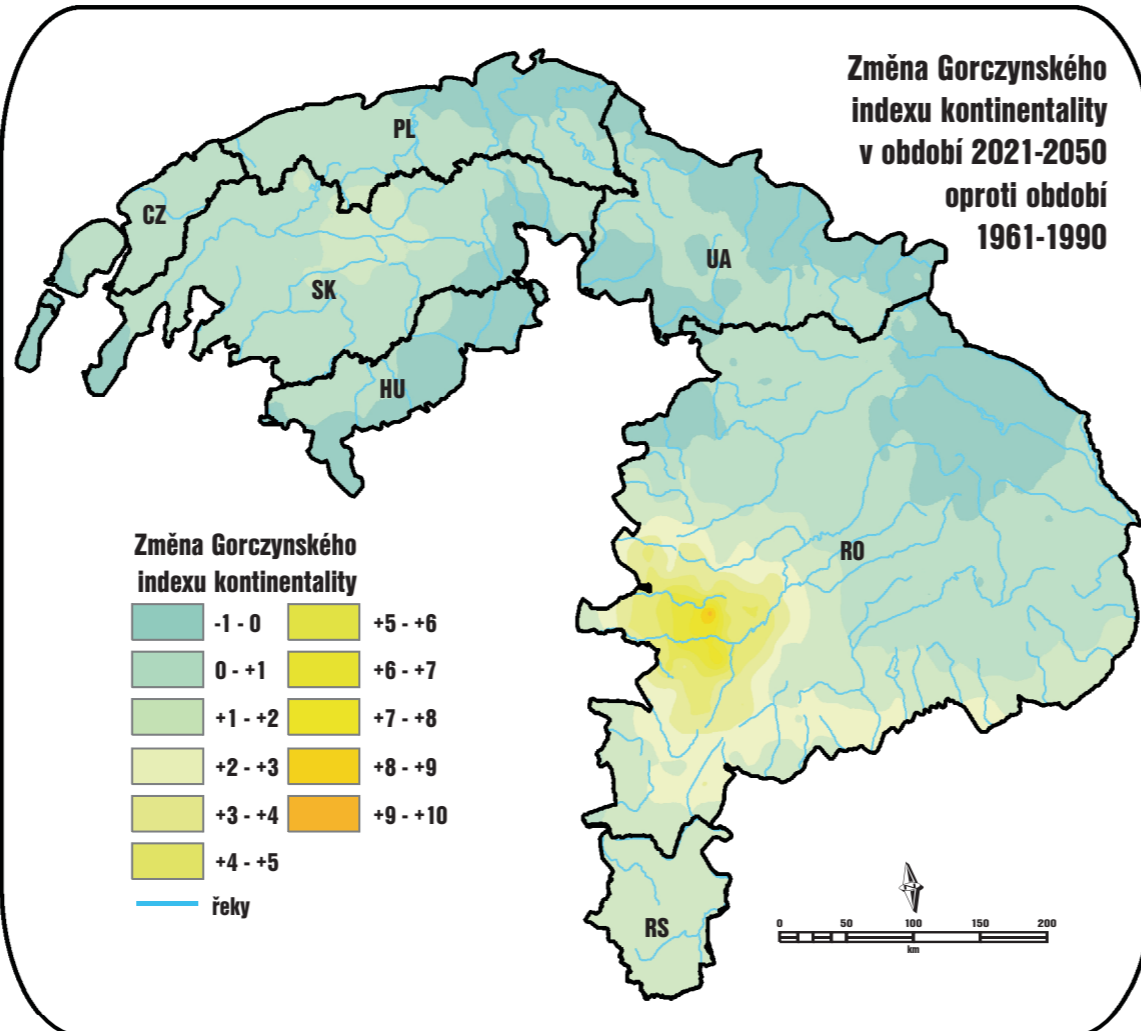 Změna Gorczynského
indexu kontinentality
v období 2021-2050
oproti období
1961-1990
PL
CZ
SK
UA
HU
RO
RS
Změna Gorczynského
indexu kontinentality
-1 - 0
0 - +1
+1 - +2
+2 - +3
+3 - +4
+4 - +5
+5 - +6
+6 - +7
+7 - +8
+8 - +9
+9 - +10
řeky
0 50 100 150 200
km